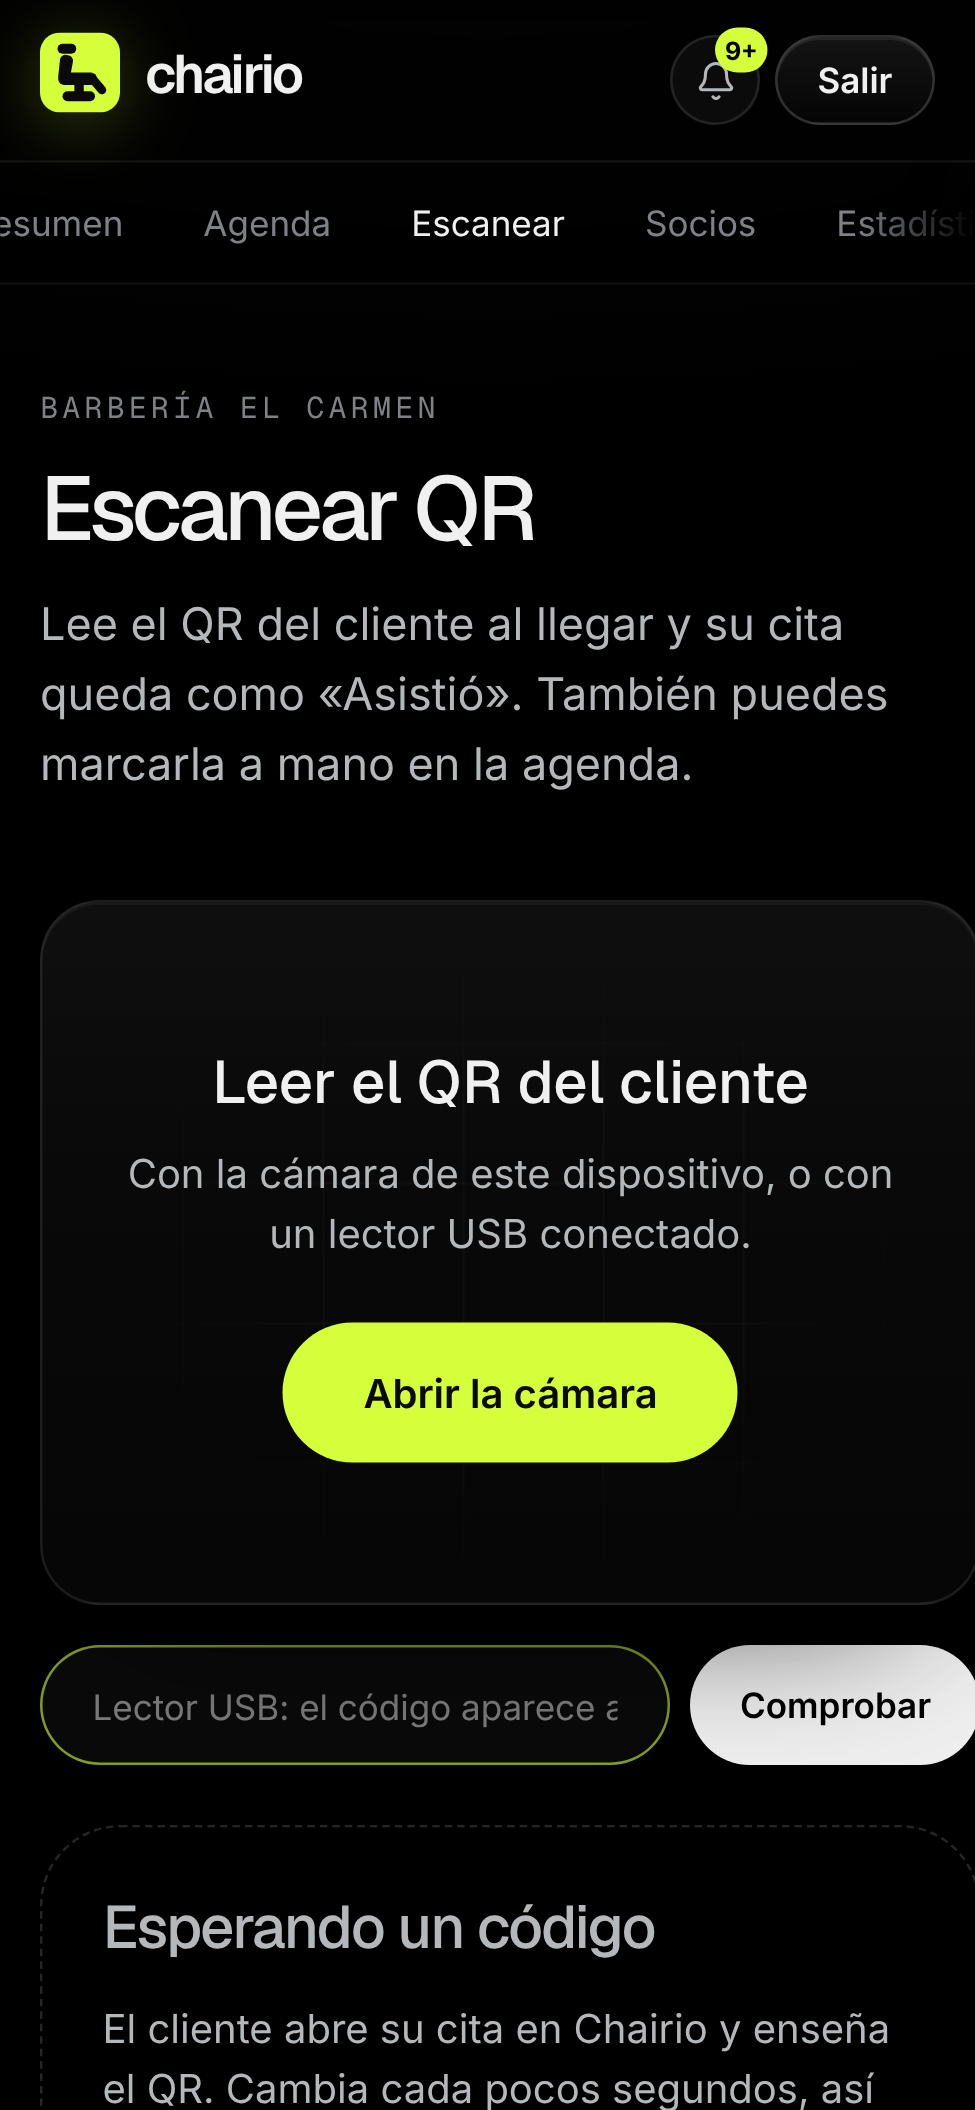 chairio
9+
Salir
esumen Agenda Escanear Socios Estadíst
BARBERÍA EL CARMEN
Escanear QR
Lee el QR del cliente al llegar y su cita
queda como «Asistió». También puedes
marcarla a mano en la agenda.
Leer el QR del cliente
Con la cámara de este dispositivo, o con
un lector USB conectado.
Abrir la cámara
Lector USB: el código aparece a
Comprobar
Esperando un código
El cliente abre su cita en Chairio y enseña
el QR. Cambia cada pocos segundos, así